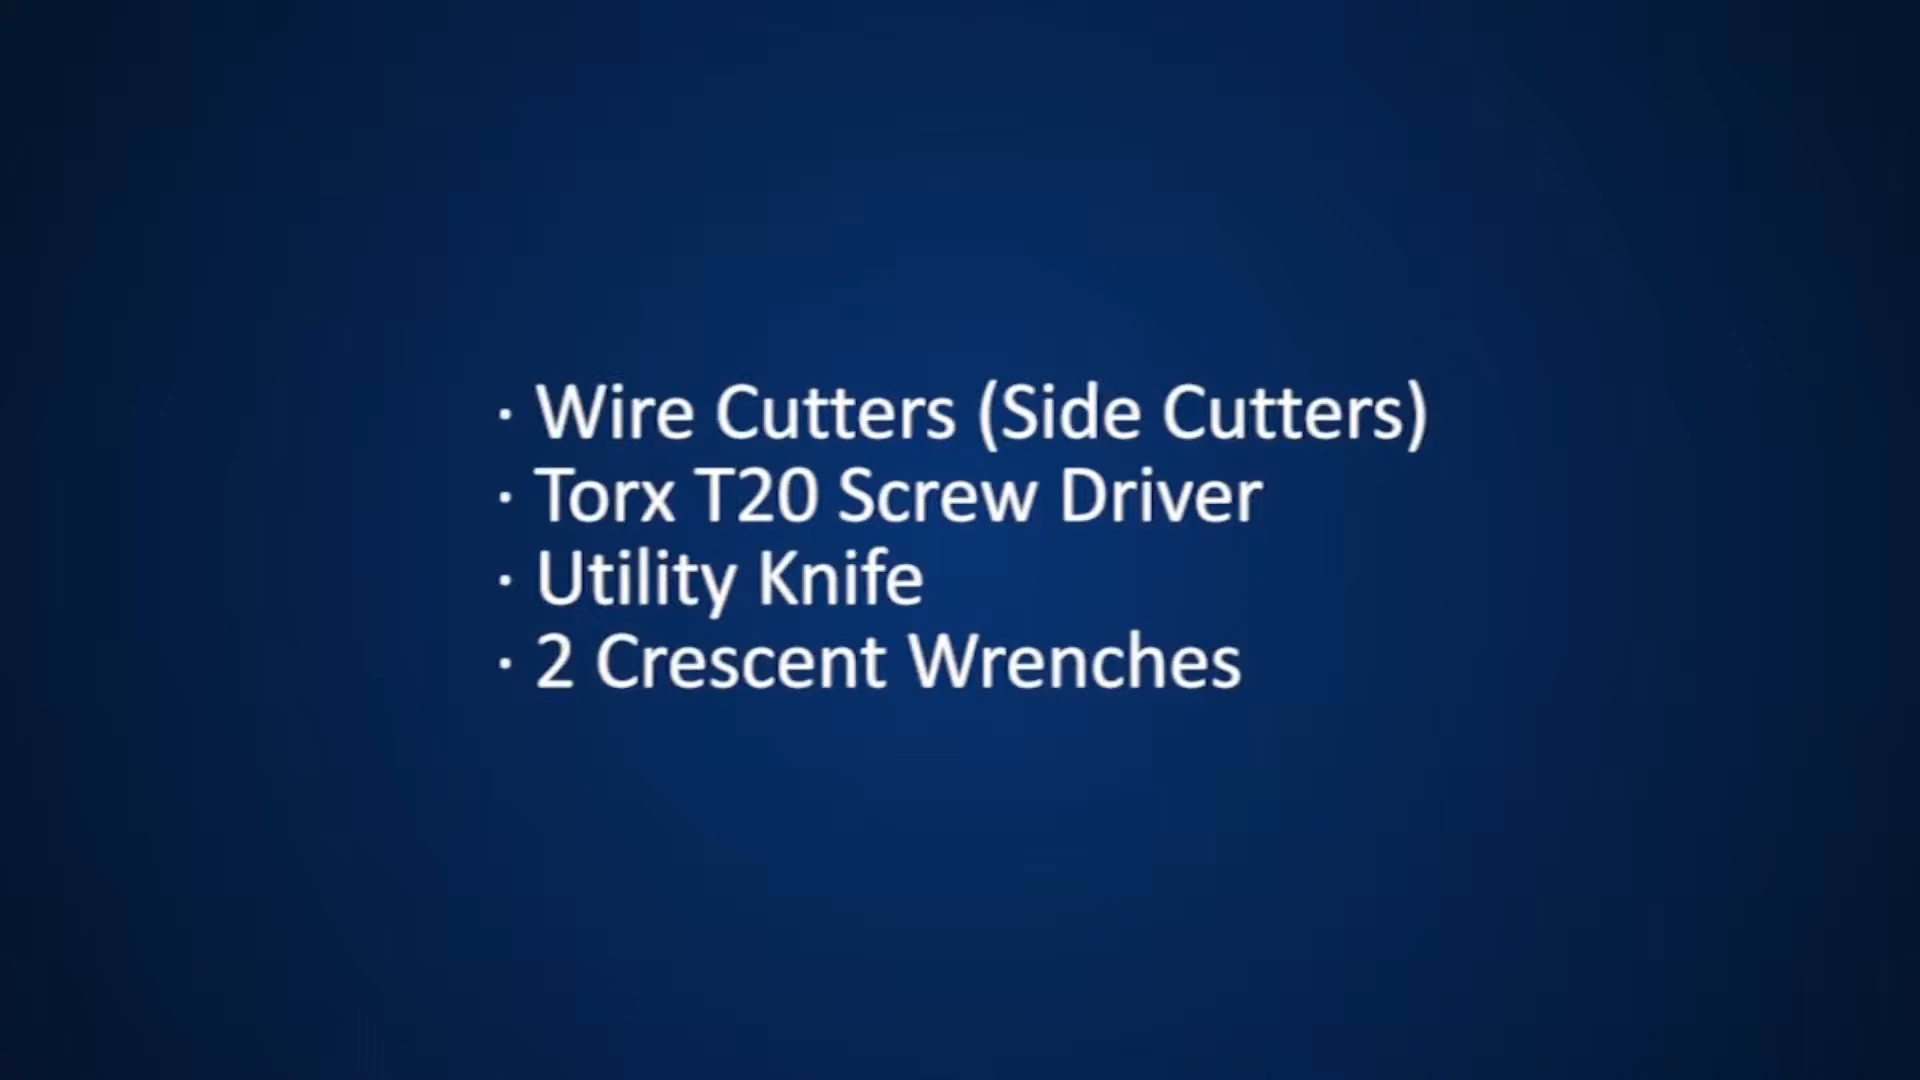 · Wire Cutters (Side Cutters)
· Torx T20 Screw Driver
· Utility Knife
· 2 Crescent Wrenches